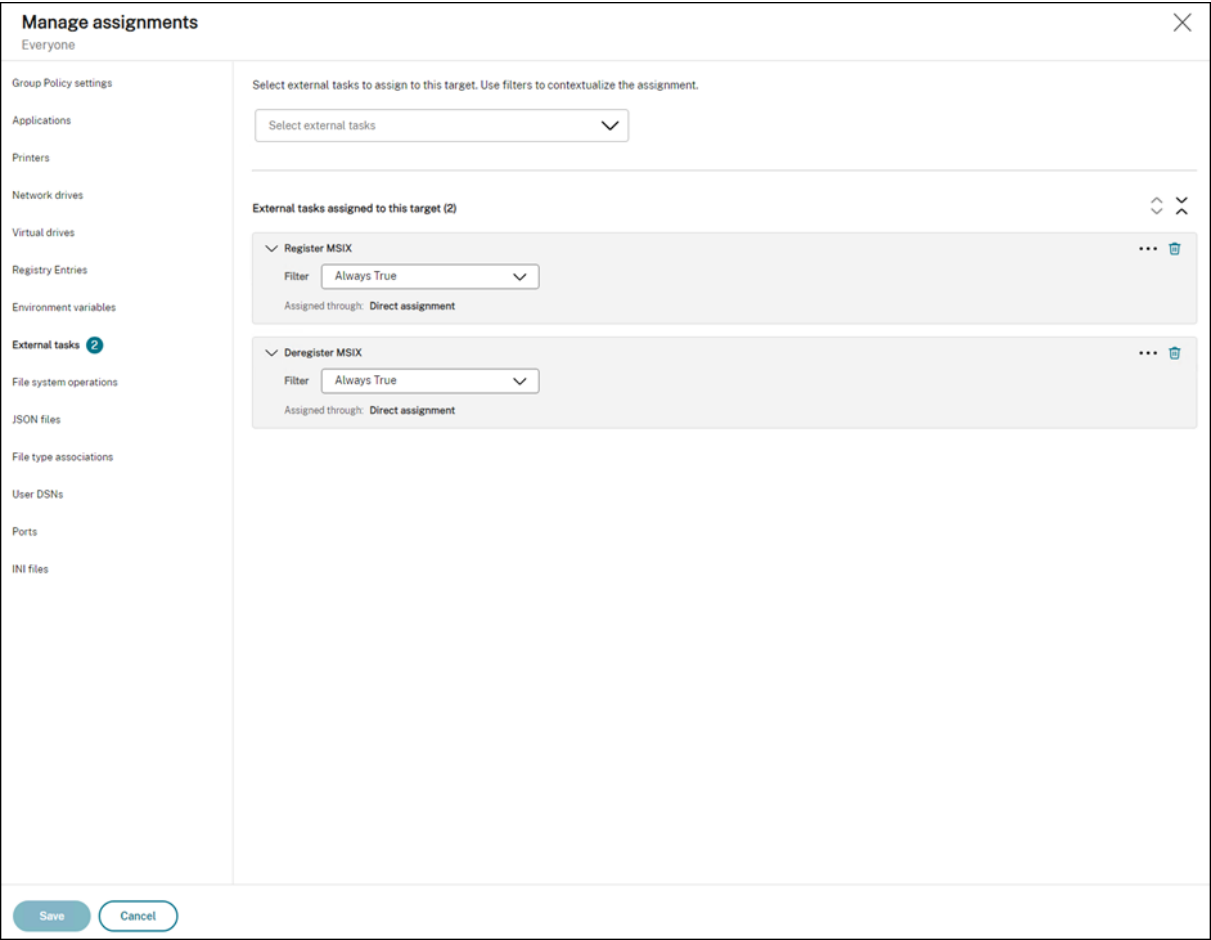 Manage assignments
Everyone
Group Policy settings
Applications
Printers
Network drives
Virtual drives
Registry Entries
Environment variables
External tasks 2
File system operations
JSON files
File type associations
User DSNs
Ports
INI files
Select external tasks to assign to this target. Use filters to contextualize the assignment.
Select external tasks
External tasks assigned to this target (2)
Register MSIX
Filter Always True
Assigned through: Direct assignment
Deregister MSIX
Filter Always True
Assigned through: Direct assignment
Save Cancel